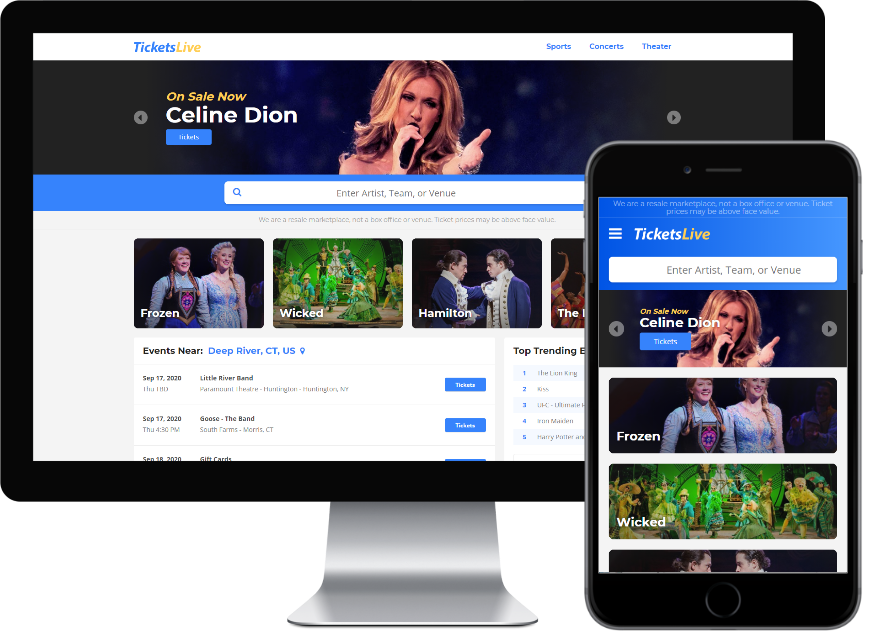 TicketsLive
Sports Concerts Theater
On Sale Now
Celine Dion
Tickets
Enter Artist, Team, or Venue
We are a resale marketplace, not a box office or venue. Ticket prices may be above face value.
Frozen
Wicked
Hamilton
The
Events Near: Deep River, CT, US
Sep 17, 2020 Little River Band
Thu TBD Paramount Theatre - Huntington - Huntington, NY
Tickets
Sep 17, 2020 Goose - The Band
Thu 4:30 PM South Farms - Morris, CT
Tickets
Sep 18, 2020 Gift Cards
Top Trending E
1 The Lion King
2 Kiss
3 UFC - Ultimate
4 Iron Maiden
5 Harry Potter and
We are a resale marketplace, not a box office or venue. Ticket
prices may be above face value.
TicketsLive
Enter Artist, Team, or Venue
On Sale Now
Celine Dion
Tickets
Frozen
Wicked